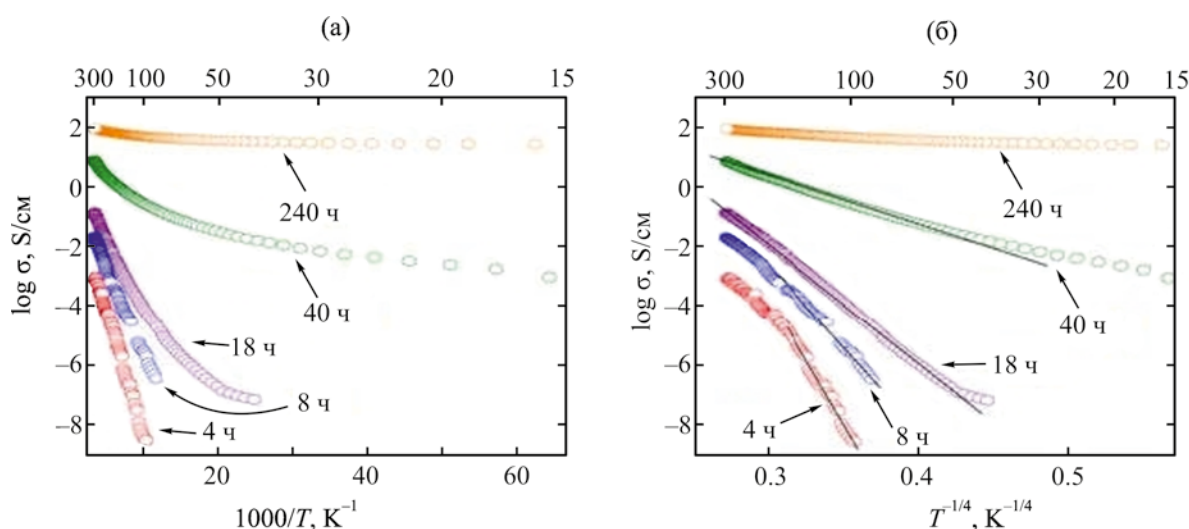 (а)
300 100 50 30 20 15
log σ, S/см
2
0
−2
−4
−6
−8
240 ч
40 ч
18 ч
8 ч
4 ч
20 40 60
1000/T, K⁻¹
(б)
300 100 50 30 20 15
log σ, S/см
2
0
−2
−4
−6
−8
240 ч
40 ч
18 ч
8 ч
4 ч
0.3 0.4 0.5
T⁻¹/⁴, K⁻¹/⁴